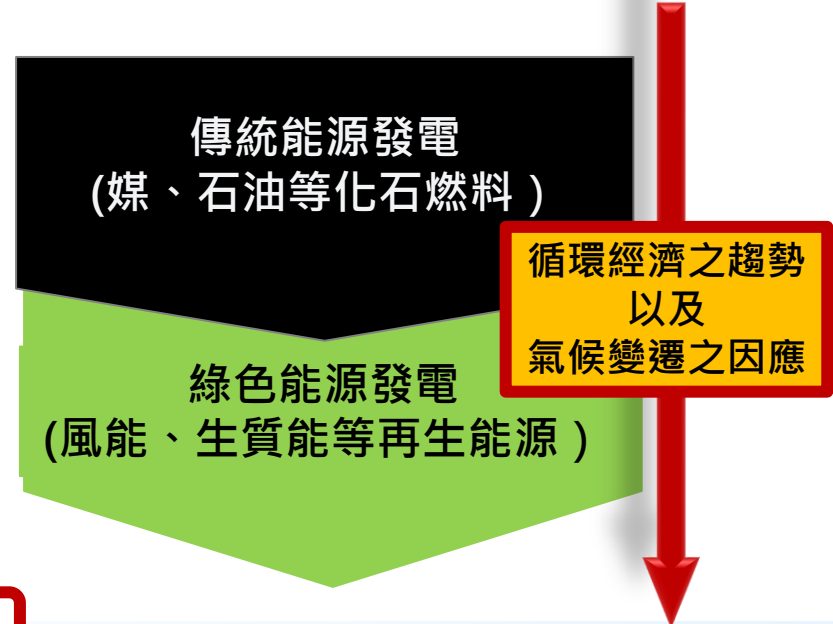 傳統能源發電
(媒、石油等化石燃料)
循環經濟之趨勢
以及
氣候變遷之因應
綠色能源發電
(風能、生質能等再生能源)